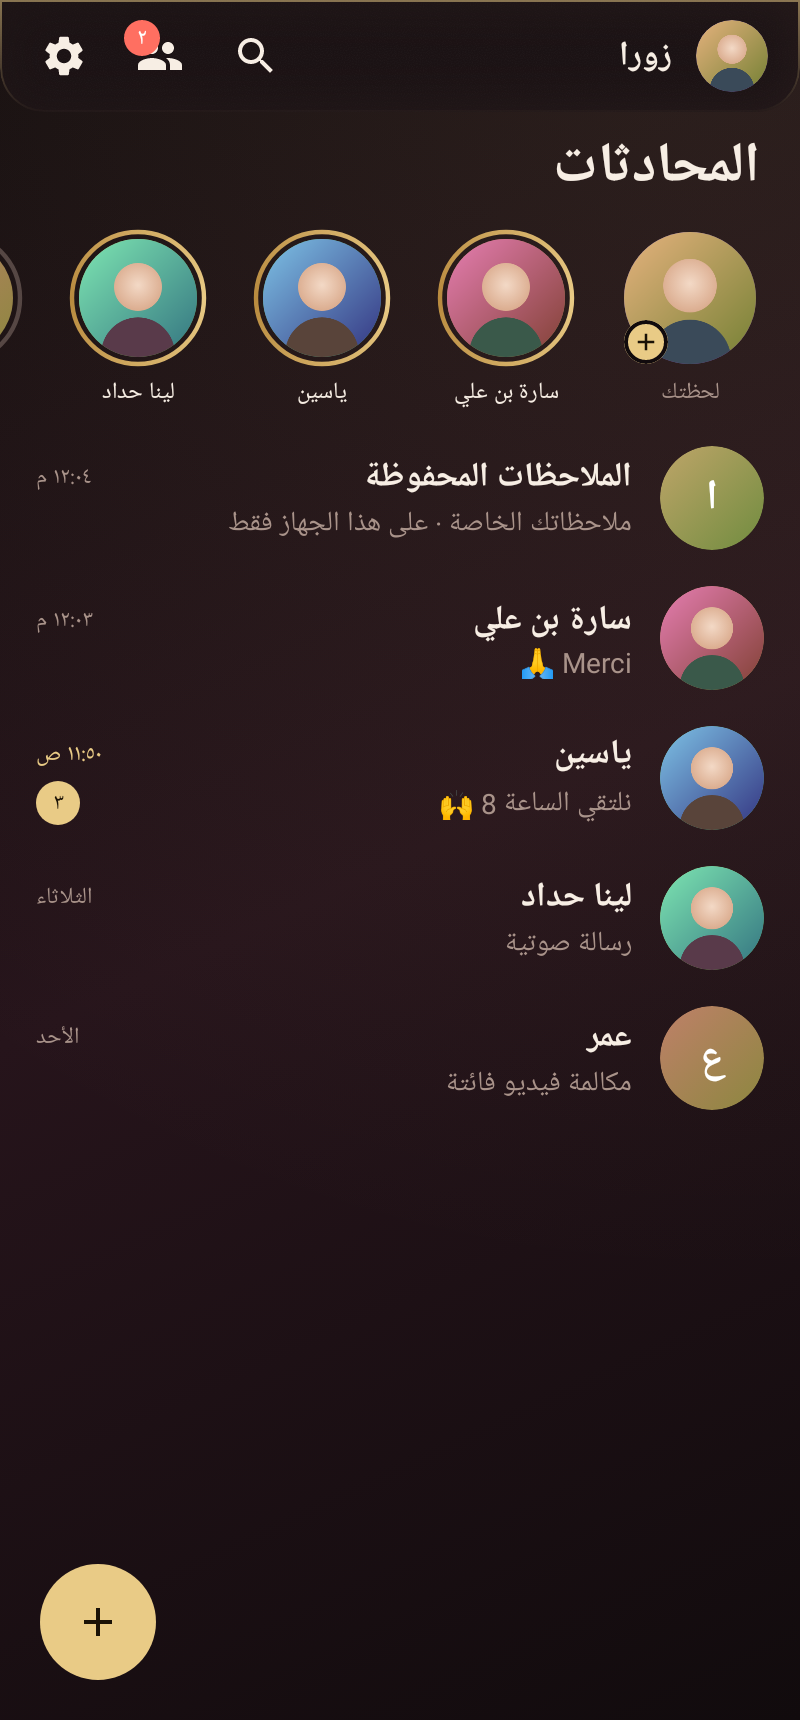 زورا
٢
المحادثات
لحظتك
سارة بن علي
ياسين
لينا حداد
ا
الملاحظات المحفوظة
١٢:٠٤ م
ملاحظاتك الخاصة · على هذا الجهاز فقط
سارة بن علي
١٢:٠٣ م
Merci 🙏
ياسين
١١:٥٠ ص
نلتقي الساعة 8 🙌
٣
لينا حداد
الثلاثاء
رسالة صوتية
ع
عمر
الأحد
مكالمة فيديو فائتة